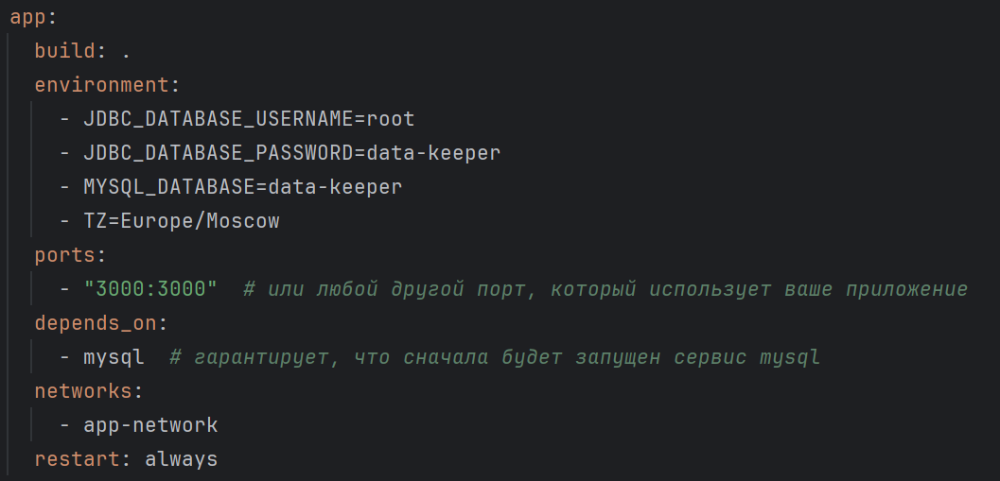 app:
build: .
environment:
- JDBC_DATABASE_USERNAME=root
- JDBC_DATABASE_PASSWORD=data-keeper
- MYSQL_DATABASE=data-keeper
- TZ=Europe/Moscow
ports:
- "3000:3000"  # или любой другой порт, который использует ваше приложение
depends_on:
- mysql  # гарантирует, что сначала будет запущен сервис mysql
networks:
- app-network
restart: always